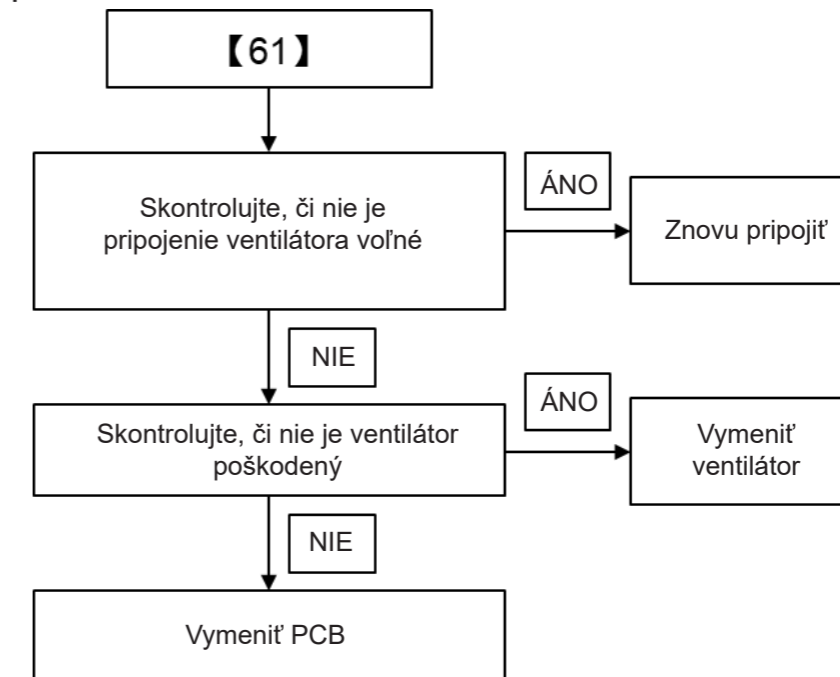 【61】
Skontrolujte, či nie je
pripojenie ventilátora voľné
ÁNO
Znovu pripojiť
NIE
Skontrolujte, či nie je ventilátor
poškodený
ÁNO
Vymeniť
ventilátor
NIE
Vymeniť PCB